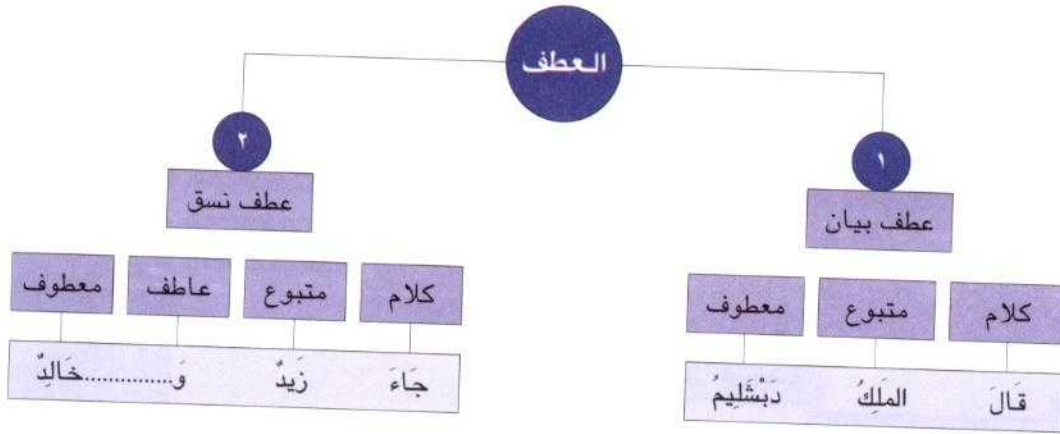 العطف
١
عطف بيان
كلام متبوع معطوف
قَالَ المَلِكُ دَبْشَلِيمُ
٢
عطف نسق
كلام متبوع عاطف معطوف
جَاءَ زَيدٌ وَ...............خَالِدٌ